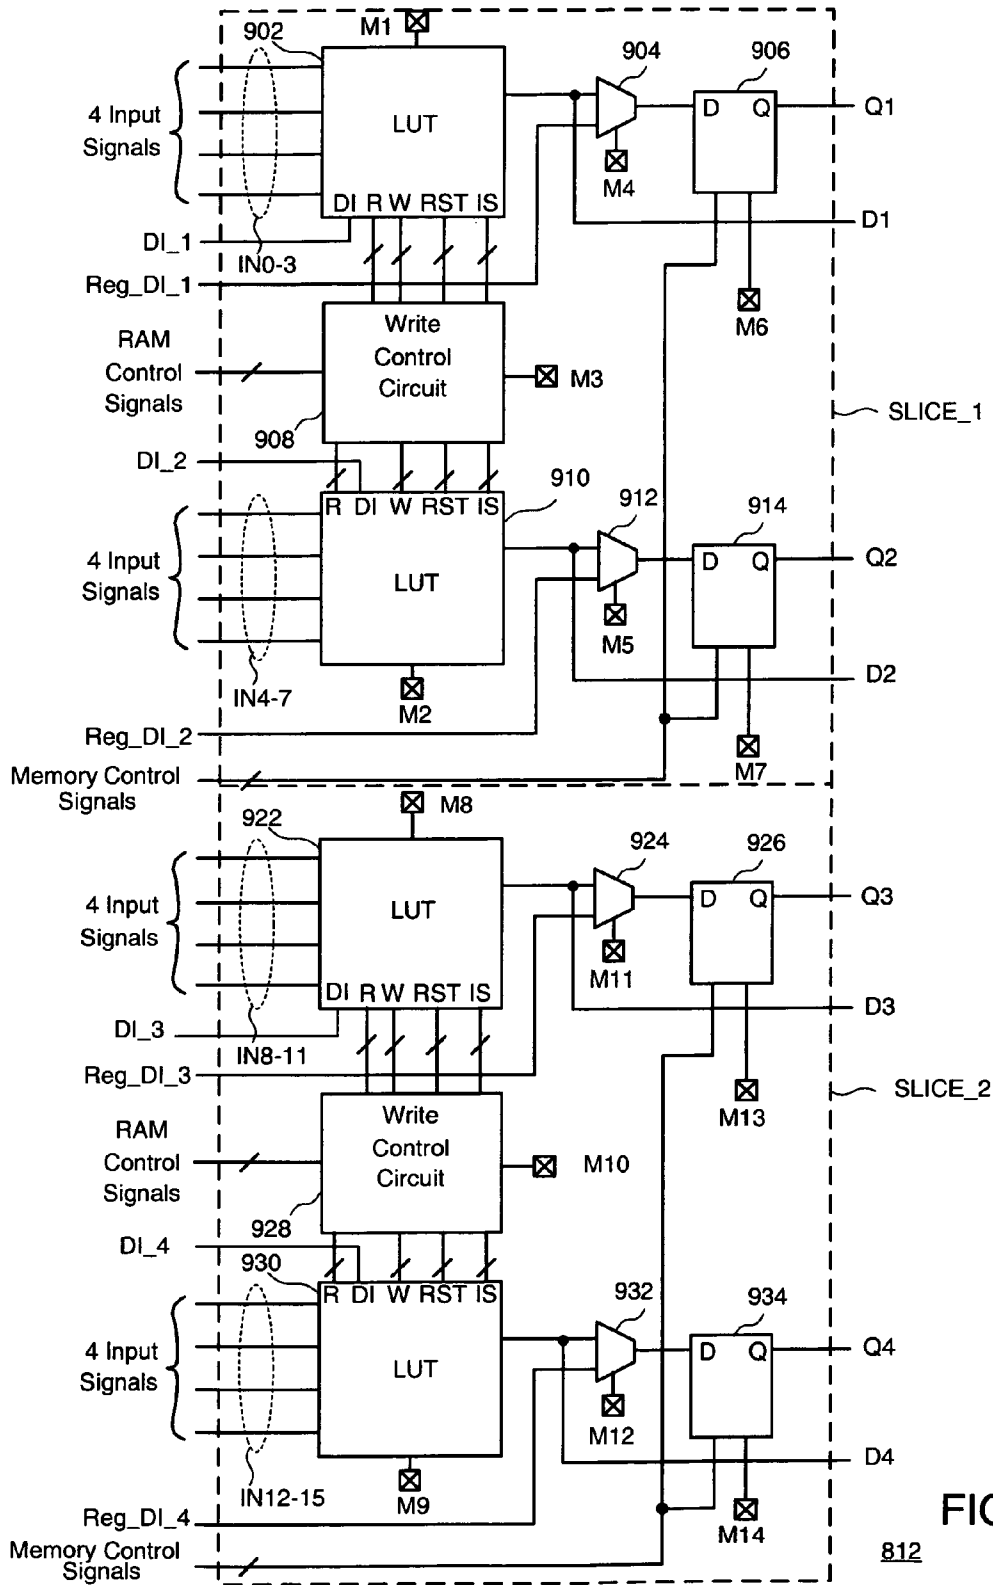 M1
902
904
906
4 Input
Signals
LUT
D Q
Q1
M4
DI R W RST IS
DI_1
D1
IN0-3
Reg_DI_1
M6
RAM
Control
Signals
Write
Control
Circuit
M3
SLICE_1
908
DI_2
910
912
914
R DI W RST IS
4 Input
Signals
LUT
D Q
Q2
M5
D2
IN4-7
M2
Reg_DI_2
M7
Memory Control
Signals
M8
922
924
926
4 Input
Signals
LUT
D Q
Q3
M11
DI R W RST IS
DI_3
D3
IN8-11
Reg_DI_3
M13
SLICE_2
RAM
Control
Signals
Write
Control
Circuit
M10
928
DI_4
930
932
934
R DI W RST IS
4 Input
Signals
LUT
D Q
Q4
M12
D4
IN12-15
M9
Reg_DI_4
M14
Memory Control
Signals
812